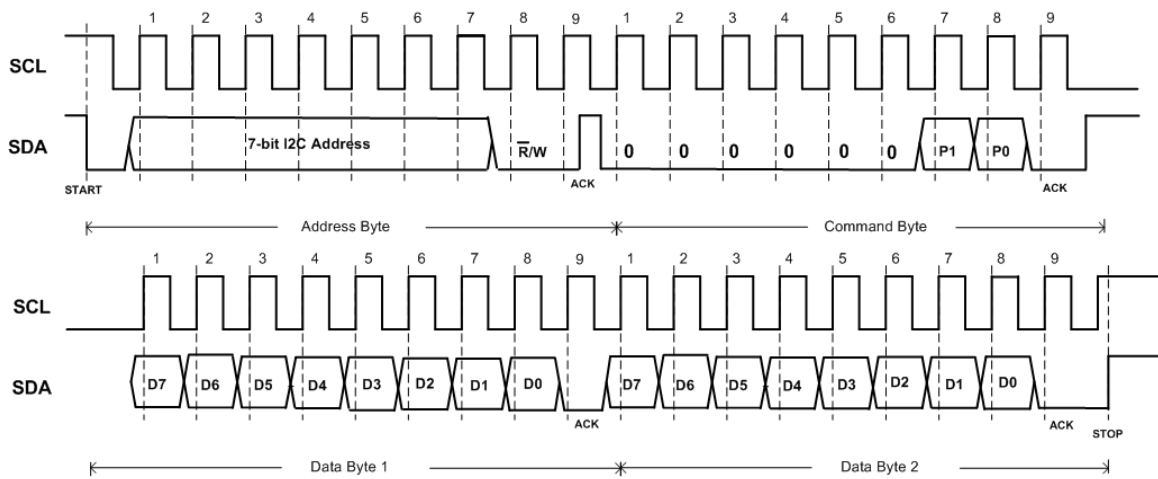 1 2 3 4 5 6 7 8 9 1 2 3 4 5 6 7 8 9
SCL
SDA 7-bit I2C Address R̅/W 0 0 0 0 0 0 P1 P0
START ACK ACK
Address Byte Command Byte
1 2 3 4 5 6 7 8 9 1 2 3 4 5 6 7 8 9
SCL
SDA D7 D6 D5 D4 D3 D2 D1 D0 D7 D6 D5 D4 D3 D2 D1 D0
ACK ACK STOP
Data Byte 1 Data Byte 2